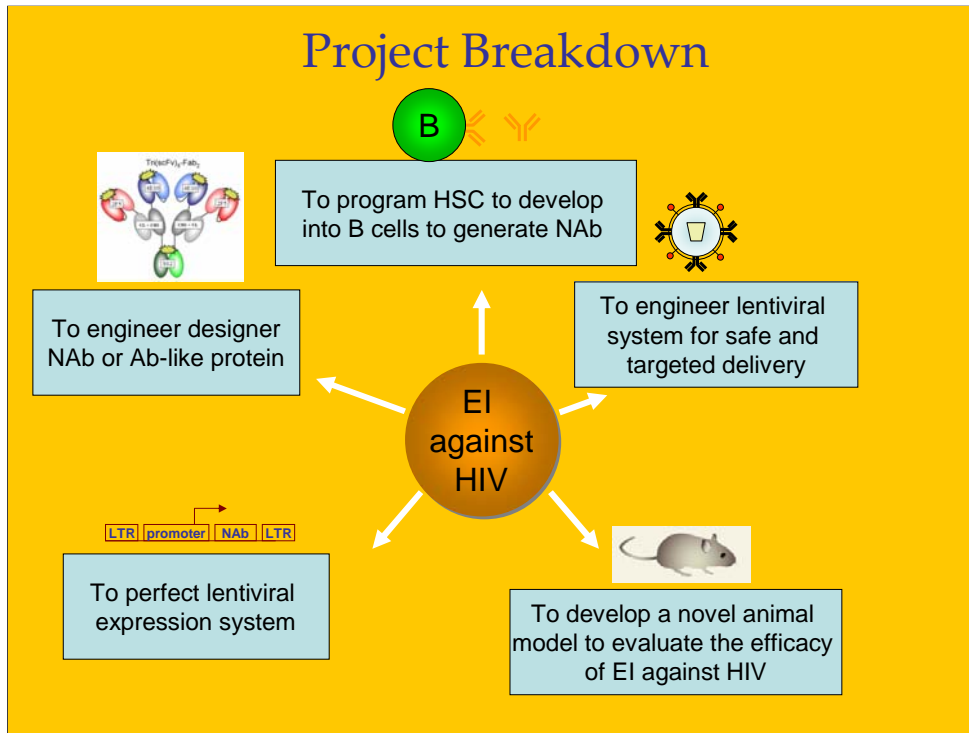 Project Breakdown
B
To program HSC to develop
into B cells to generate NAb
Tri(scFv)
To engineer designer
NAb or Ab-like protein
To engineer lentiviral
system for safe and
targeted delivery
EI
against
HIV
LTR promoter NAb LTR
To perfect lentiviral
expression system
To develop a novel animal
model to evaluate the efficacy
of EI against HIV